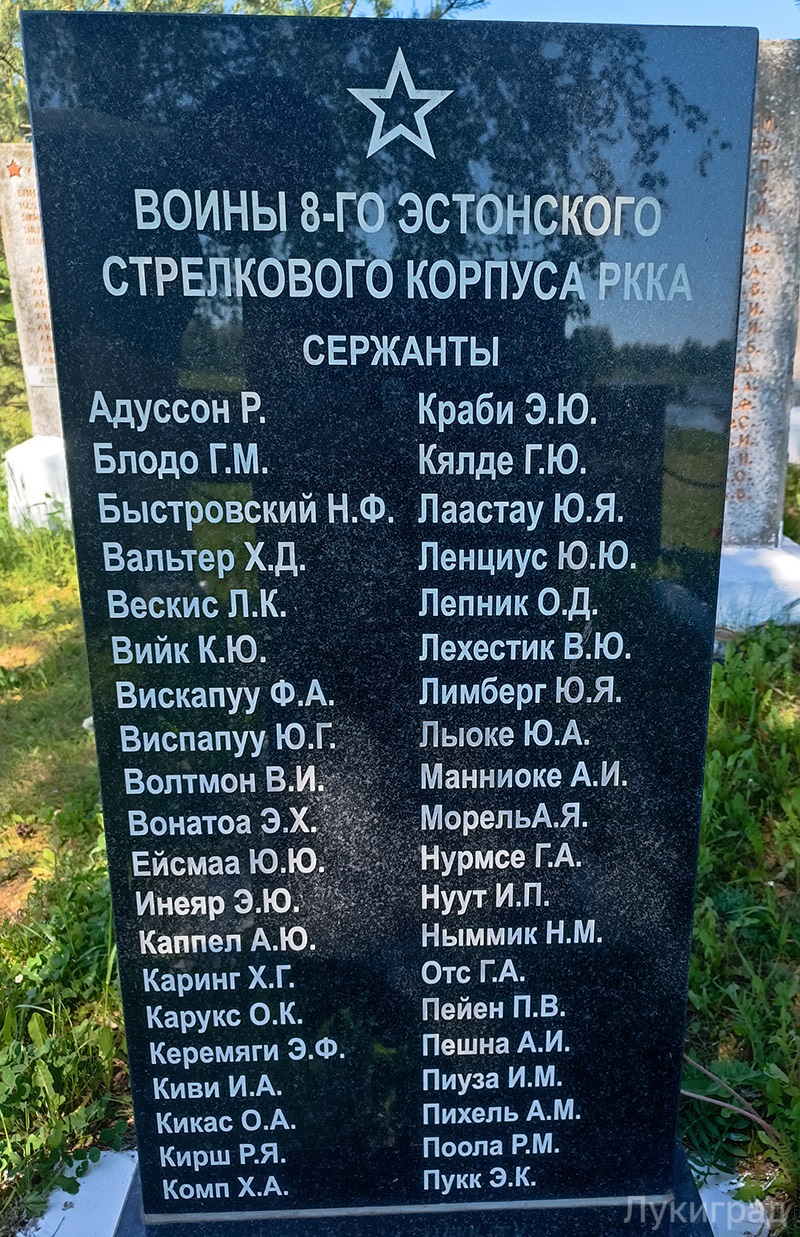 ВОИНЫ 8-ГО ЭСТОНСКОГО
СТРЕЛКОВОГО КОРПУСА РККА
СЕРЖАНТЫ
Адуссон Р.
Блодо Г.М.
Быстровский Н.Ф.
Вальтер Х.Д.
Вескис Л.К.
Вийк К.Ю.
Вискапуу Ф.А.
Виспапуу Ю.Г.
Волтмон В.И.
Вонатоа Э.Х.
Ейсмаа Ю.Ю.
Инеяр Э.Ю.
Каппел А.Ю.
Каринг Х.Г.
Карукс О.К.
Керемяги Э.Ф.
Киви И.А.
Кикас О.А.
Кирш Р.Я.
Комп Х.А.
Краби Э.Ю.
Кялде Г.Ю.
Лаастау Ю.Я.
Ленциус Ю.Ю.
Лепник О.Д.
Лехестик В.Ю.
Лимберг Ю.Я.
Лыоке Ю.А.
Манниоке А.И.
МорельА.Я.
Нурмсе Г.А.
Нуут И.П.
Ныммик Н.М.
Отс Г.А.
Пейен П.В.
Пешна А.И.
Пиуза И.М.
Пихель А.М.
Поола Р.М.
Пукк Э.К.
Лукиград